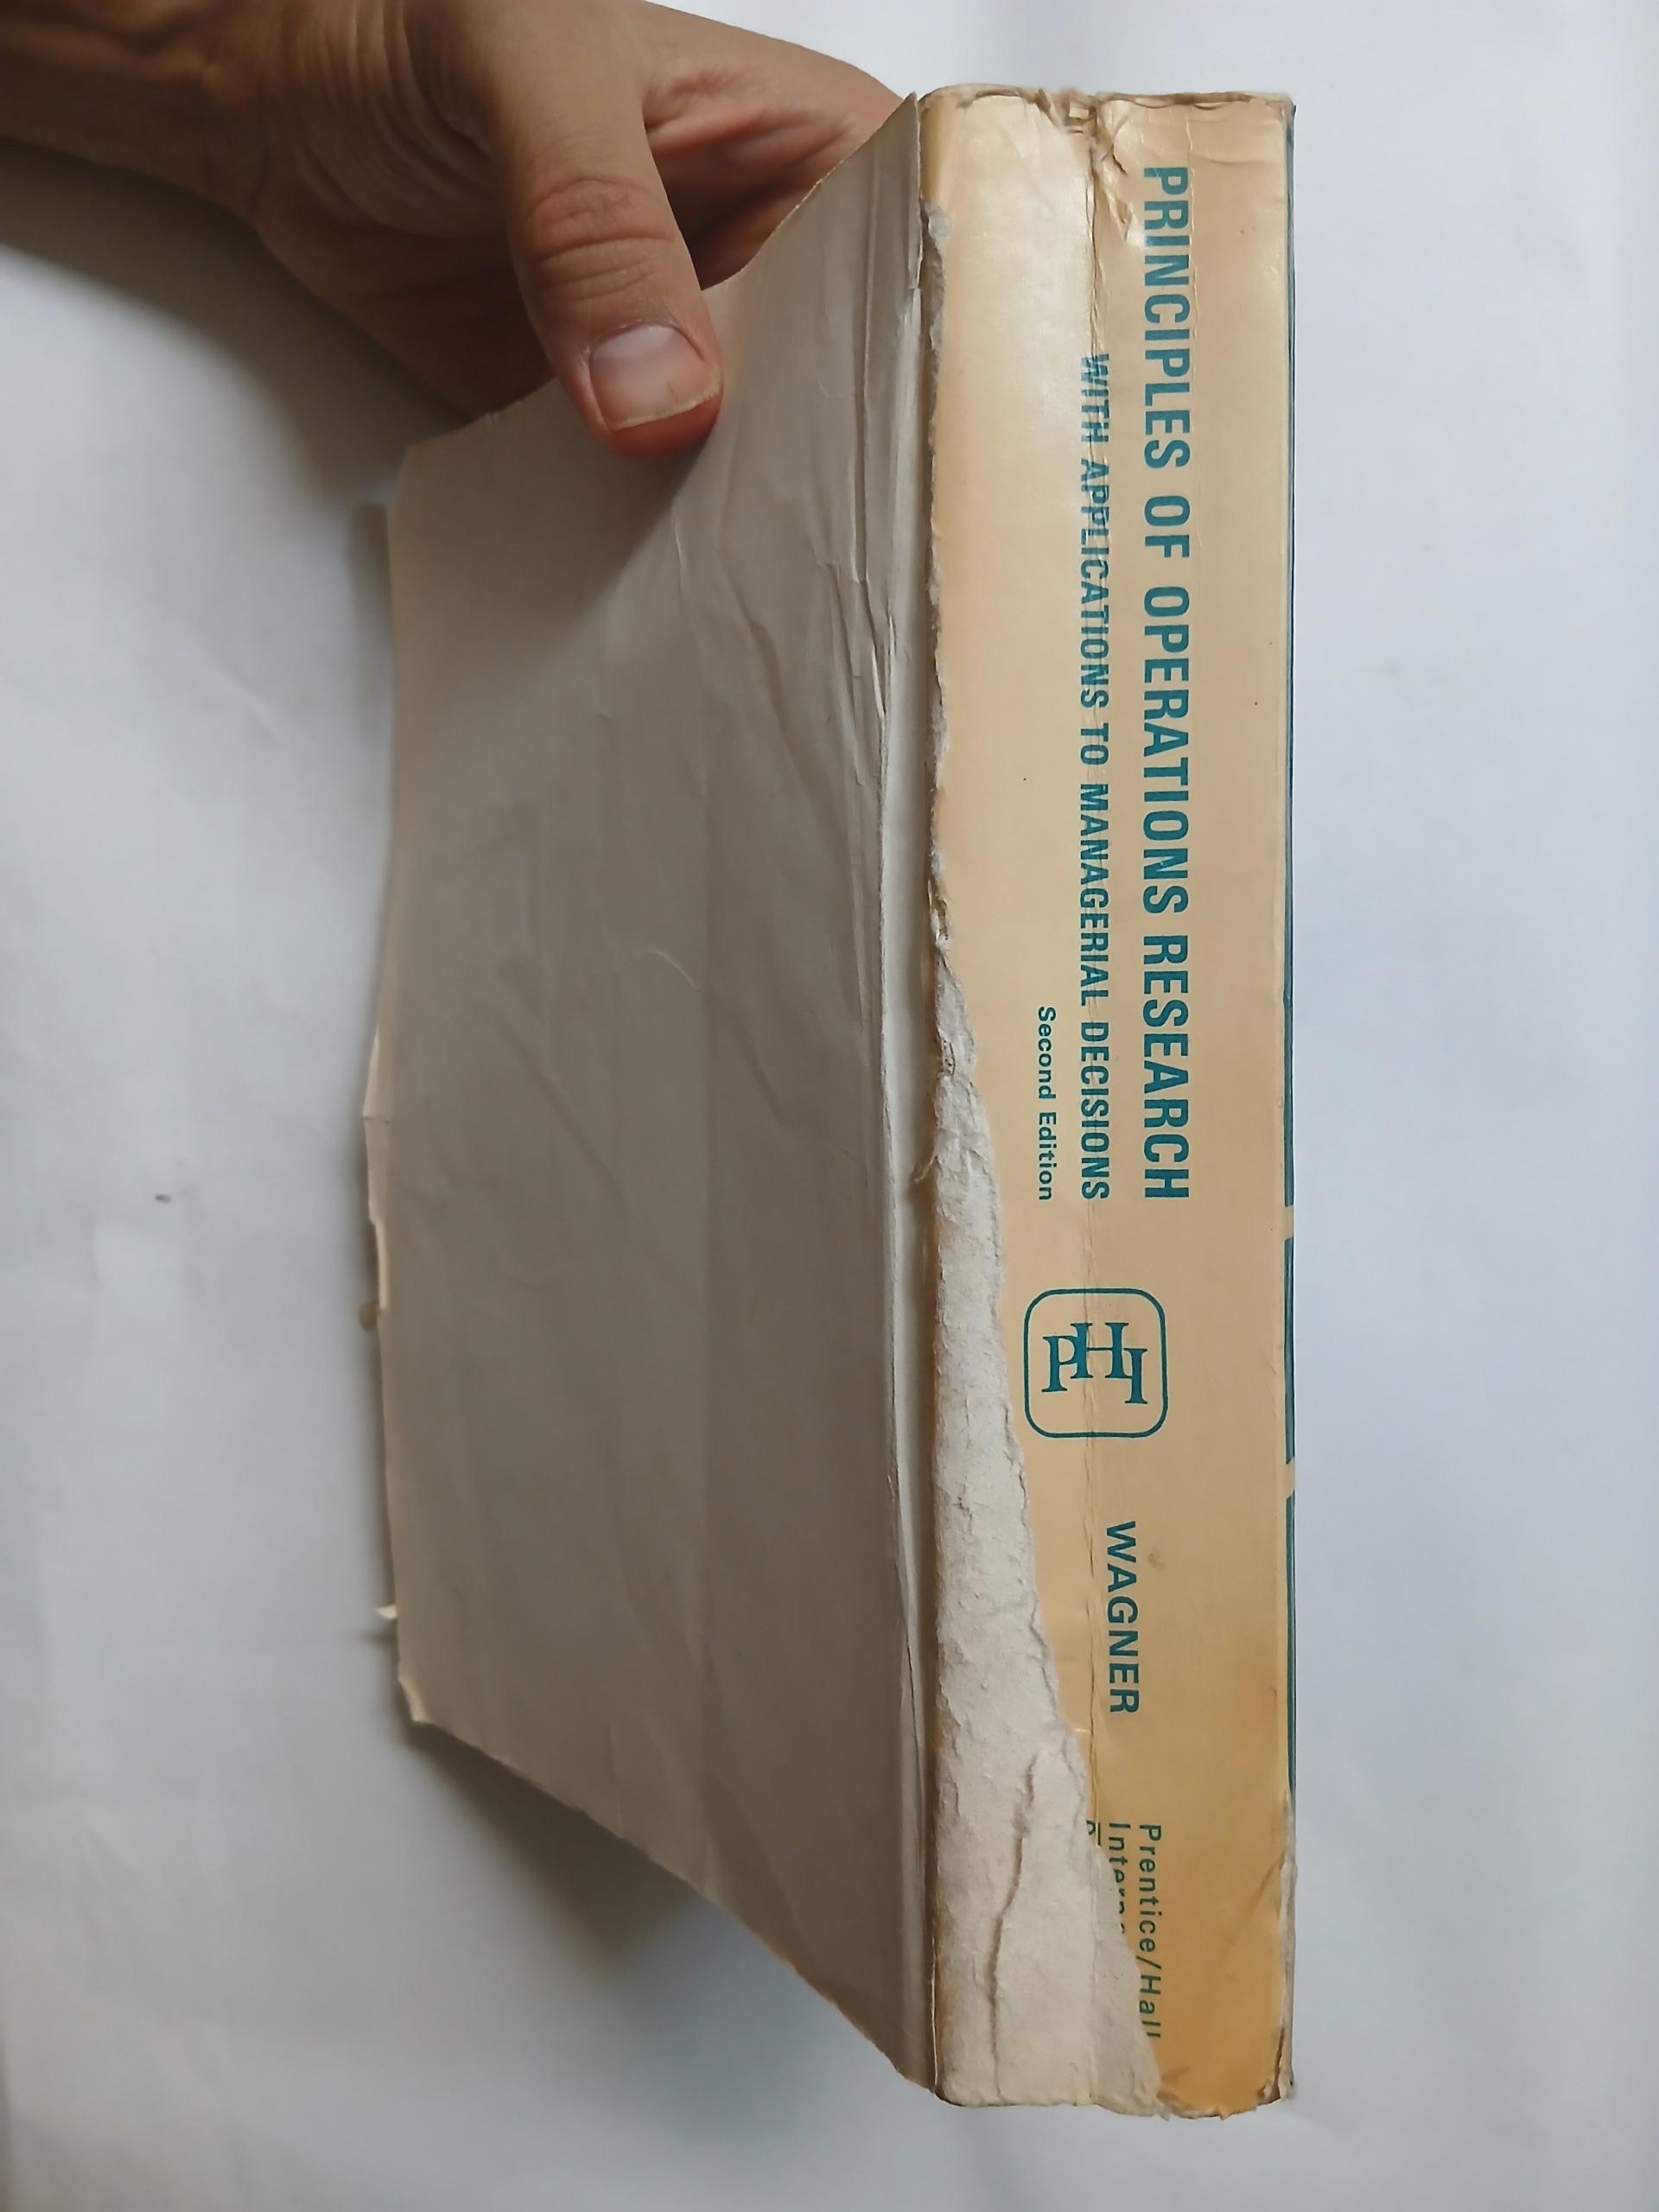 PRINCIPLES OF OPERATIONS RESEARCH
WITH APPLICATIONS TO MANAGERIAL DECISIONS
Second Edition
PHI
WAGNER
Prentice/Hall